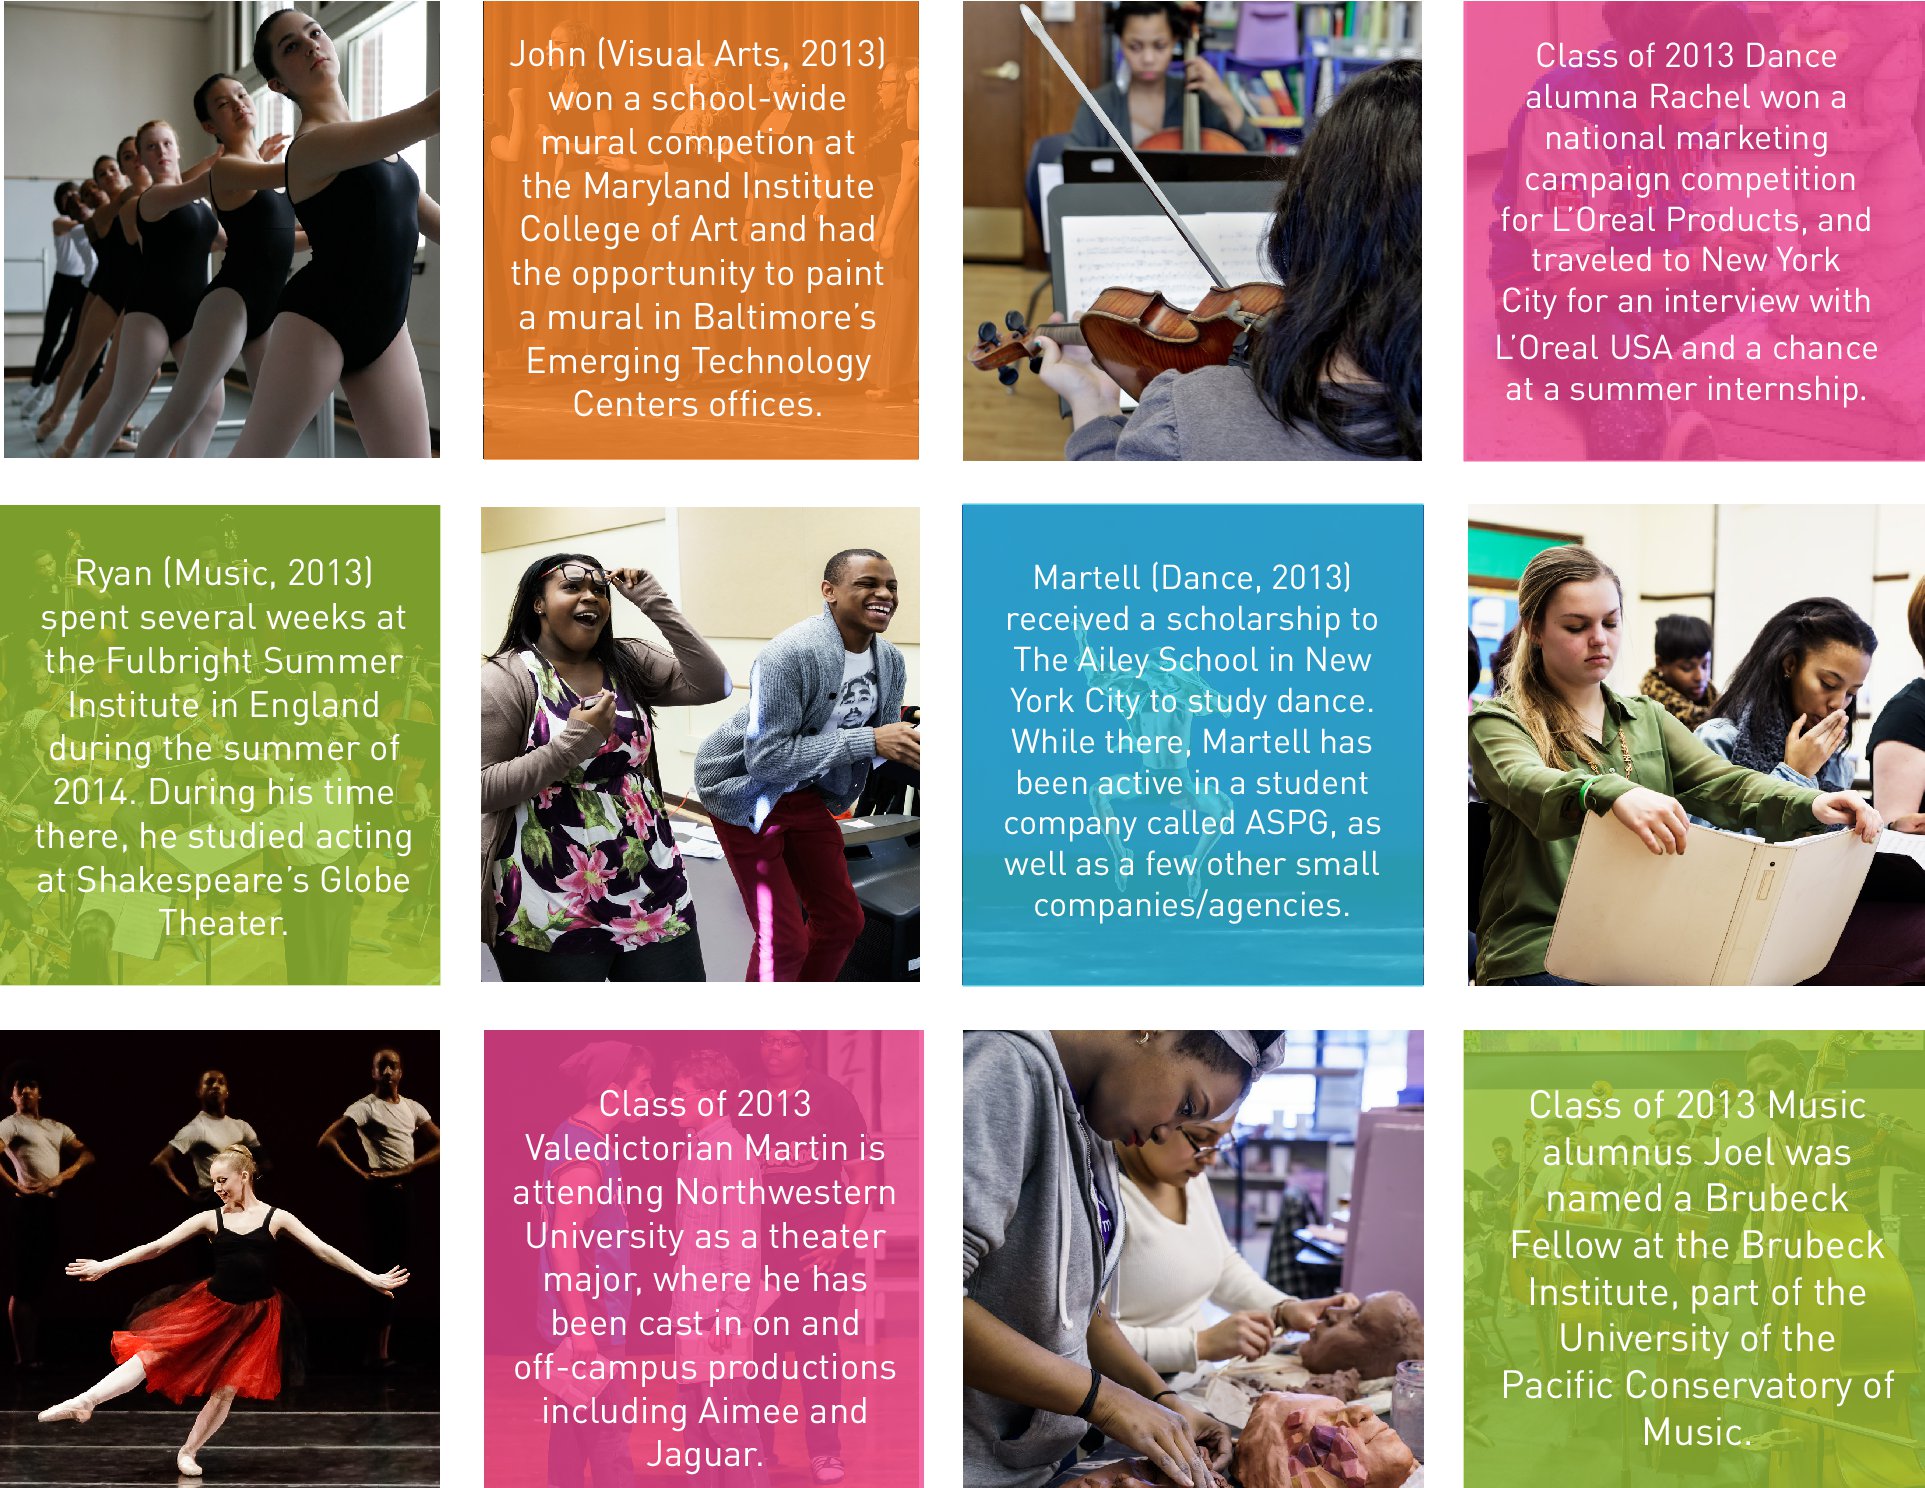 John (Visual Arts, 2013)
won a school-wide
mural competion at
the Maryland Institute
College of Art and had
the opportunity to paint
a mural in Baltimore's
Emerging Technology
Centers offices.
Class of 2013 Dance
alumna Rachel won a
national marketing
campaign competition
for L'Oreal Products, and
traveled to New York
City for an interview with
L'Oreal USA and a chance
at a summer internship.
Ryan (Music, 2013)
spent several weeks at
the Fulbright Summer
Institute in England
during the summer of
2014. During his time
there, he studied acting
at Shakespeare's Globe
Theater.
Martell (Dance, 2013)
received a scholarship to
The Ailey School in New
York City to study dance.
While there, Martell has
been active in a student
company called ASPG, as
well as a few other small
companies/agencies.
Class of 2013
Valedictorian Martin is
attending Northwestern
University as a theater
major, where he has
been cast in on and
off-campus productions
including Aimee and
Jaguar.
Class of 2013 Music
alumnus Joel was
named a Brubeck
Fellow at the Brubeck
Institute, part of the
University of the
Pacific Conservatory of
Music.